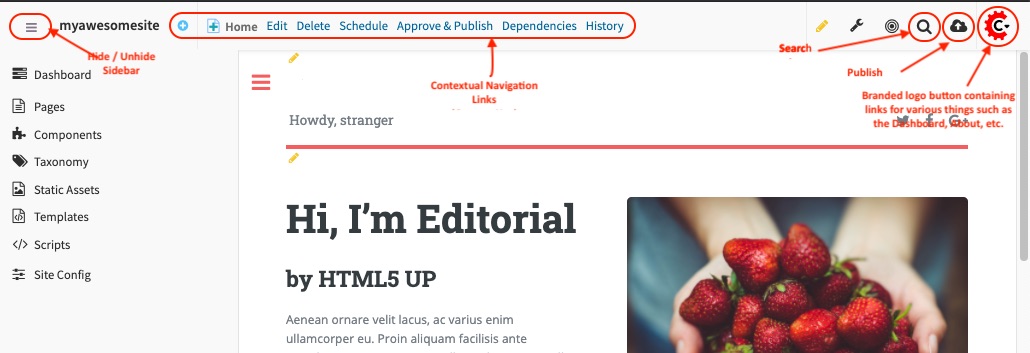 myawesomesite
Home Edit Delete Schedule Approve & Publish Dependencies History
Hide / Unhide
Sidebar
Search
Publish
Contextual Navigation
Links
Branded logo button containing
links for various things such as
the Dashboard, About, etc.
Dashboard
Pages
Components
Taxonomy
Static Assets
Templates
Scripts
Site Config
Howdy, stranger
Hi, I'm Editorial
by HTML5 UP
Aenean ornare velit lacus, ac varius enim
ullamcorper eu. Proin aliquam facilisis ante